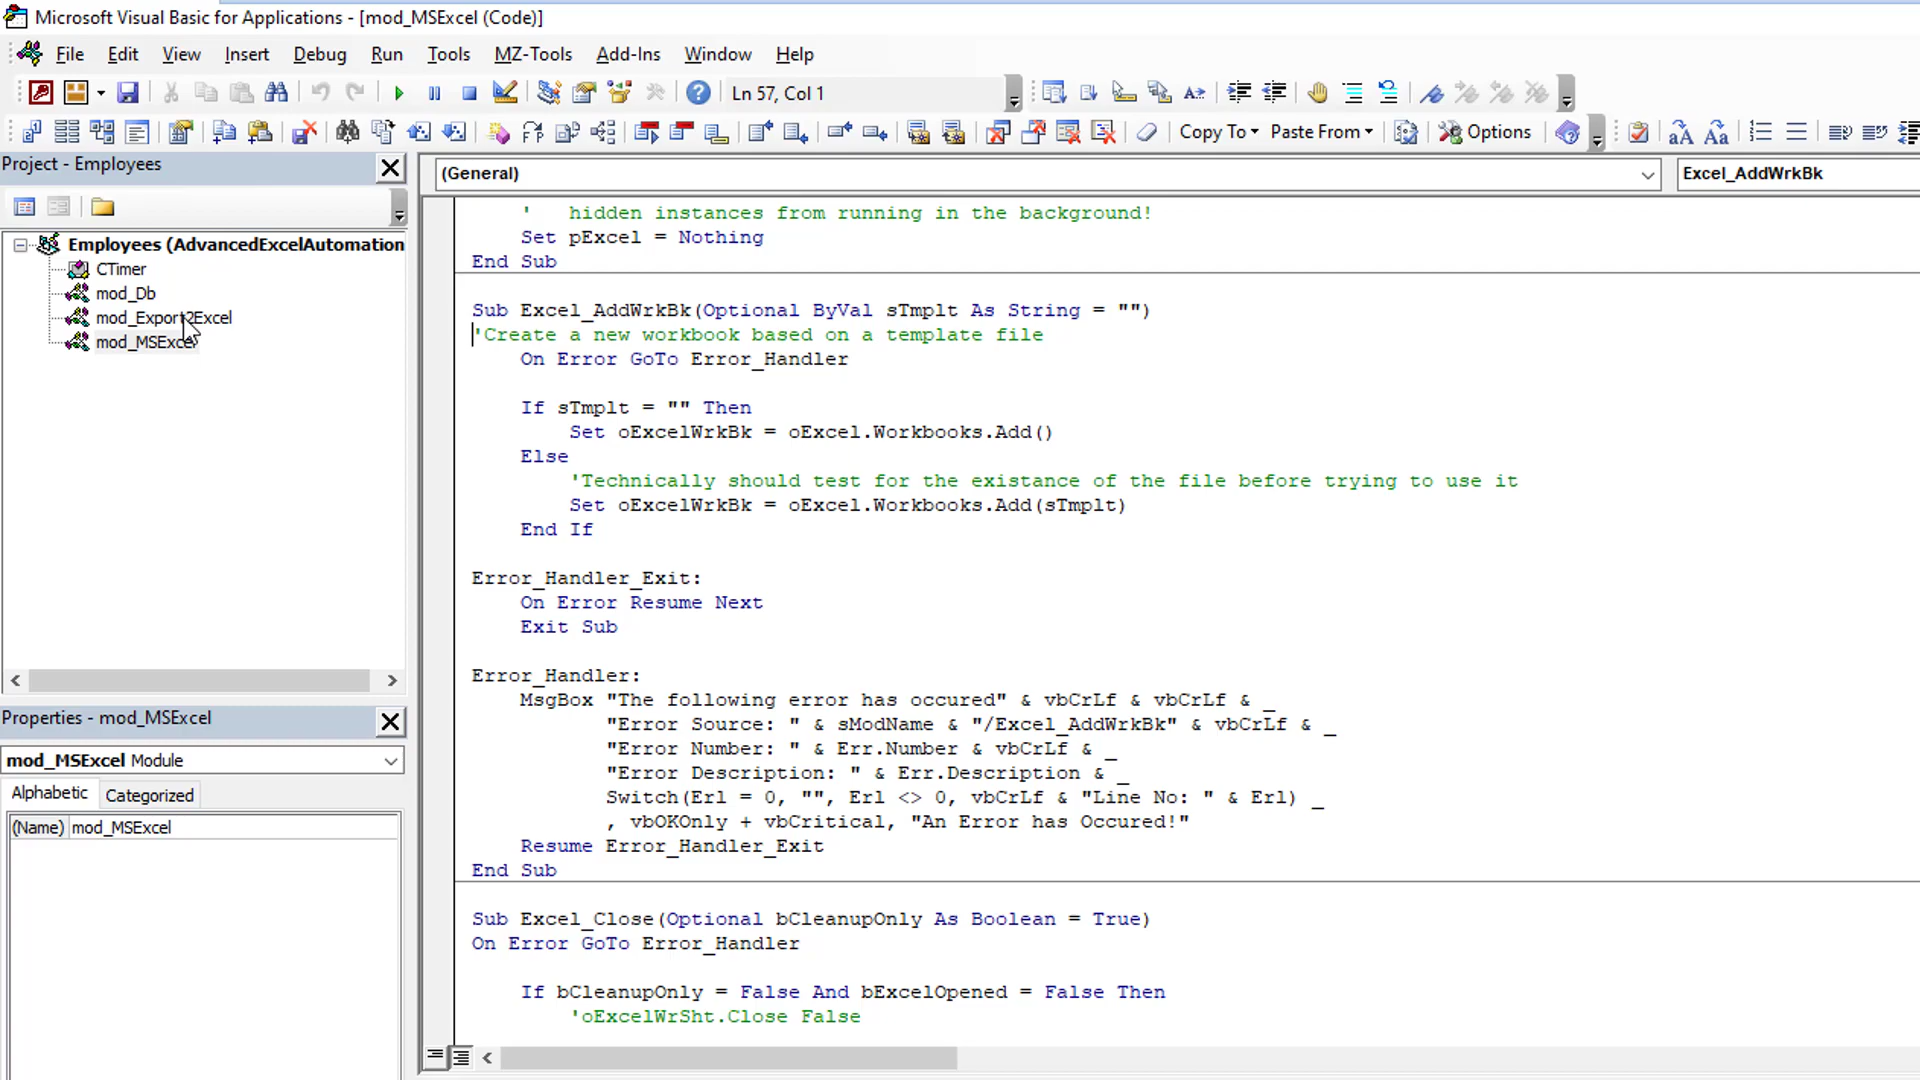 Microsoft Visual Basic for Applications - [mod_MSExcel (Code)]
File Edit View Insert Debug Run Tools MZ-Tools Add-Ins Window Help
Ln 57, Col 1
Copy To Paste From Options
Project - Employees
(General)
Excel_AddWrkBk
Employees (AdvancedExcelAutomation
CTimer
mod_Db
mod_Export2Excel
mod_MSExcel
Properties - mod_MSExcel
mod_MSExcel Module
Alphabetic Categorized
(Name) mod_MSExcel
'   hidden instances from running in the background!
    Set pExcel = Nothing
End Sub
Sub Excel_AddWrkBk(Optional ByVal sTmplt As String = "")
'Create a new workbook based on a template file
    On Error GoTo Error_Handler
    If sTmplt = "" Then
        Set oExcelWrkBk = oExcel.Workbooks.Add()
    Else
        'Technically should test for the existance of the file before trying to use it
        Set oExcelWrkBk = oExcel.Workbooks.Add(sTmplt)
    End If
Error_Handler_Exit:
    On Error Resume Next
    Exit Sub
Error_Handler:
    MsgBox "The following error has occured" & vbCrLf & vbCrLf & _
           "Error Source: " & sModName & "/Excel_AddWrkBk" & vbCrLf & _
           "Error Number: " & Err.Number & vbCrLf & _
           "Error Description: " & Err.Description & _
           Switch(Erl = 0, "", Erl <> 0, vbCrLf & "Line No: " & Erl) _
           , vbOKOnly + vbCritical, "An Error has Occured!"
    Resume Error_Handler_Exit
End Sub
Sub Excel_Close(Optional bCleanupOnly As Boolean = True)
On Error GoTo Error_Handler
    If bCleanupOnly = False And bExcelOpened = False Then
        'oExcelWrSht.Close False